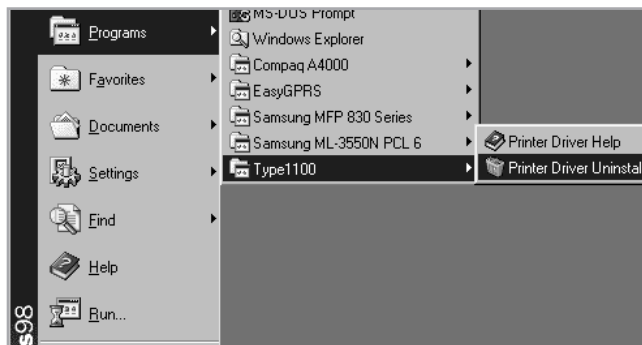 MS-DOS Prompt
Programs
Windows Explorer
Favorites
Compaq A4000
EasyGPRS
Documents
Samsung MFP 830 Series
Samsung ML-3550N PCL 6
Printer Driver Help
Settings
Type1100
Printer Driver Uninstal
Find
Help
Run...
s98